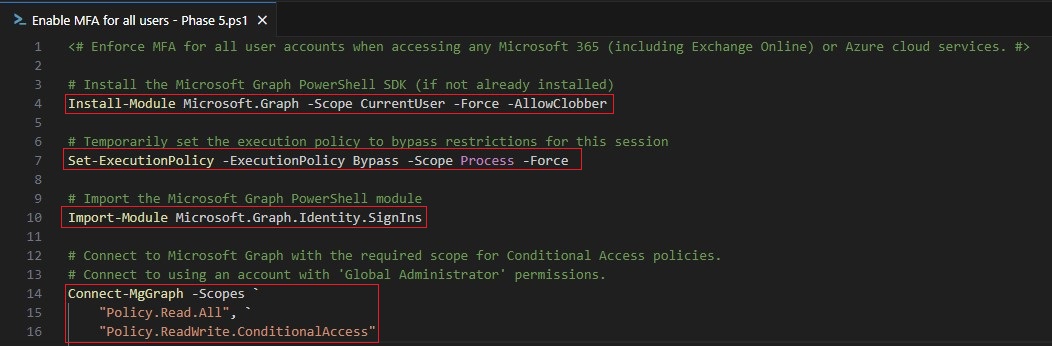 Enable MFA for all users - Phase 5.ps1
1 <# Enforce MFA for all user accounts when accessing any Microsoft 365 (including Exchange Online) or Azure cloud services. #>
2
3 # Install the Microsoft Graph PowerShell SDK (if not already installed)
4 Install-Module Microsoft.Graph -Scope CurrentUser -Force -AllowClobber
5
6 # Temporarily set the execution policy to bypass restrictions for this session
7 Set-ExecutionPolicy -ExecutionPolicy Bypass -Scope Process -Force
8
9 # Import the Microsoft Graph PowerShell module
10 Import-Module Microsoft.Graph.Identity.SignIns
11
12 # Connect to Microsoft Graph with the required scope for Conditional Access policies.
13 # Connect to using an account with 'Global Administrator' permissions.
14 Connect-MgGraph -Scopes `
15 "Policy.Read.All", `
16 "Policy.ReadWrite.ConditionalAccess"